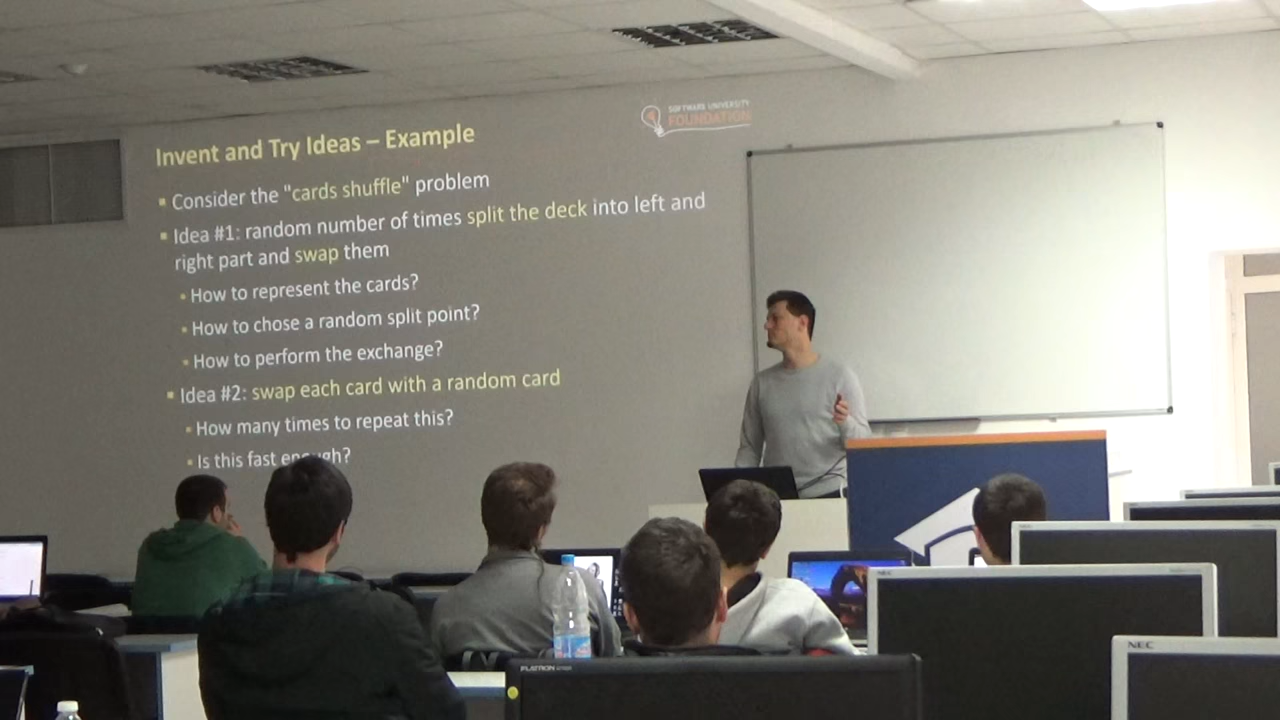 SOFTWARE UNIVERSITY
FOUNDATION
Invent and Try Ideas – Example
▪ Consider the "cards shuffle" problem
▪ Idea #1: random number of times split the deck into left and
right part and swap them
▪ How to represent the cards?
▪ How to chose a random split point?
▪ How to perform the exchange?
▪ Idea #2: swap each card with a random card
▪ How many times to repeat this?
▪ Is this fast enough?
NEC
NEC
FLATRON